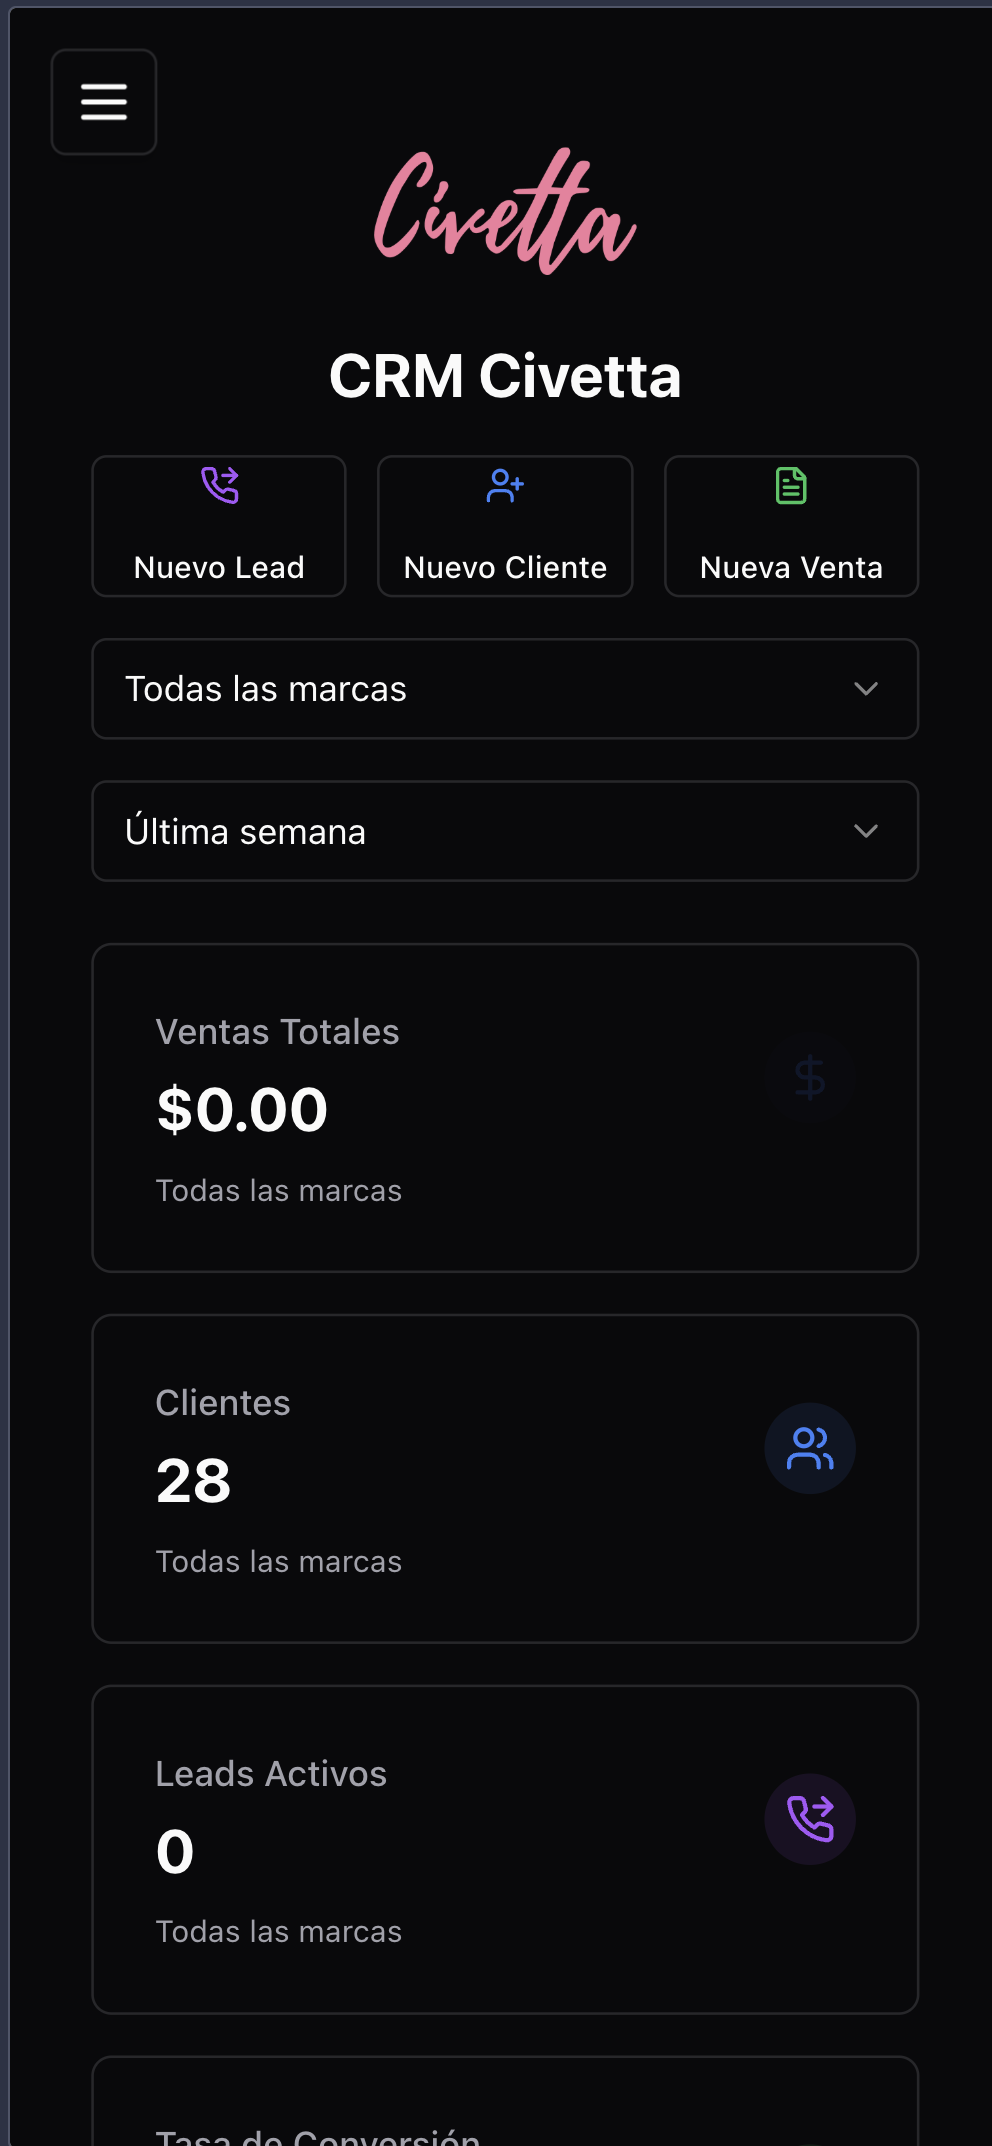 Civetta
CRM Civetta
Nuevo Lead
Nuevo Cliente
Nueva Venta
Todas las marcas
Última semana
Ventas Totales
$0.00
Todas las marcas
$
Clientes
28
Todas las marcas
Leads Activos
0
Todas las marcas
Tasa de Conversión